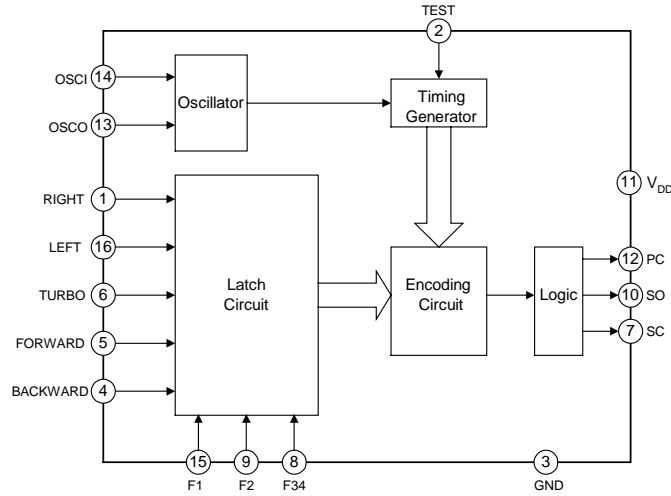 TEST
2
OSCI 14
Oscillator
Timing
Generator
OSCO 13
11 VDD
RIGHT 1
LEFT 16
TURBO 6
FORWARD 5
BACKWARD 4
Latch
Circuit
Encoding
Circuit
Logic
12 PC
10 SO
7 SC
15 9 8 3
F1 F2 F34 GND